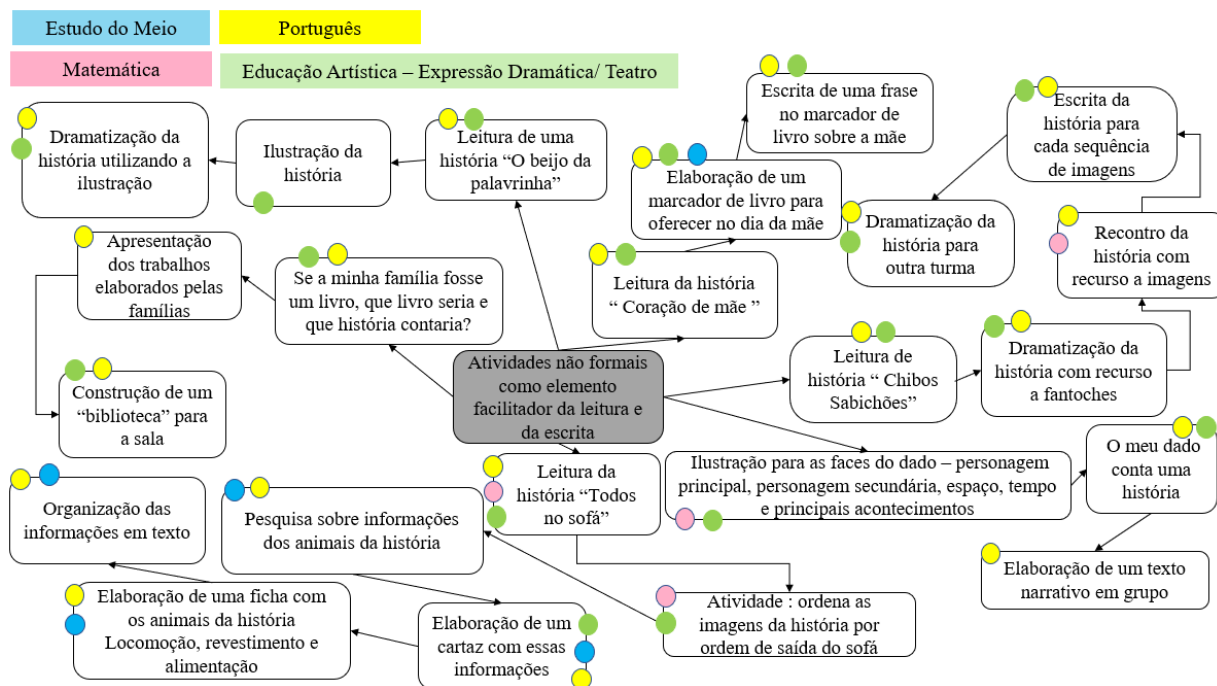 Estudo do Meio
Português
Matemática
Educação Artística – Expressão Dramática/ Teatro
Dramatização da
história utilizando a
ilustração
Ilustração da
história
Leitura de uma
história “O beijo da
palavrinha”
Escrita de uma frase
no marcador de
livro sobre a mãe
Escrita da
história para
cada sequência
de imagens
Elaboração de um
marcador de livro para
oferecer no dia da mãe
Dramatização da
história para
outra turma
Recontro da
história com
recurso a imagens
Apresentação
dos trabalhos
elaborados pelas
famílias
Se a minha família fosse
um livro, que livro seria e
que história contaria?
Leitura da história
“ Coração de mãe ”
Atividades não formais
como elemento
facilitador da leitura e
da escrita
Leitura de
história “ Chibos
Sabichões”
Dramatização da
história com recurso
a fantoches
Construção de um
“biblioteca” para
a sala
Leitura da
história “Todos
no sofá”
Ilustração para as faces do dado – personagem
principal, personagem secundária, espaço, tempo
e principais acontecimentos
O meu dado
conta uma
história
Organização das
informações em texto
Pesquisa sobre informações
dos animais da história
Elaboração de um texto
narrativo em grupo
Elaboração de uma ficha com
os animais da história
Locomoção, revestimento e
alimentação
Elaboração de um
cartaz com essas
informações
Atividade : ordena as
imagens da história por
ordem de saída do sofá